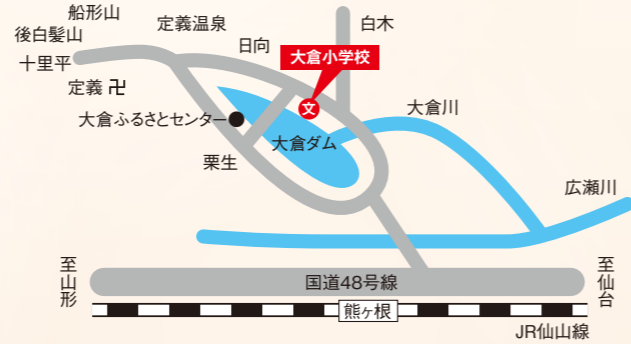 船形山
定義温泉
後白髪山
日向
白木
十里平
大倉小学校
定義 卍
文
大倉川
大倉ふるさとセンター
大倉ダム
栗生
広瀬川
至山形
国道48号線
至仙台
熊ヶ根
JR仙山線